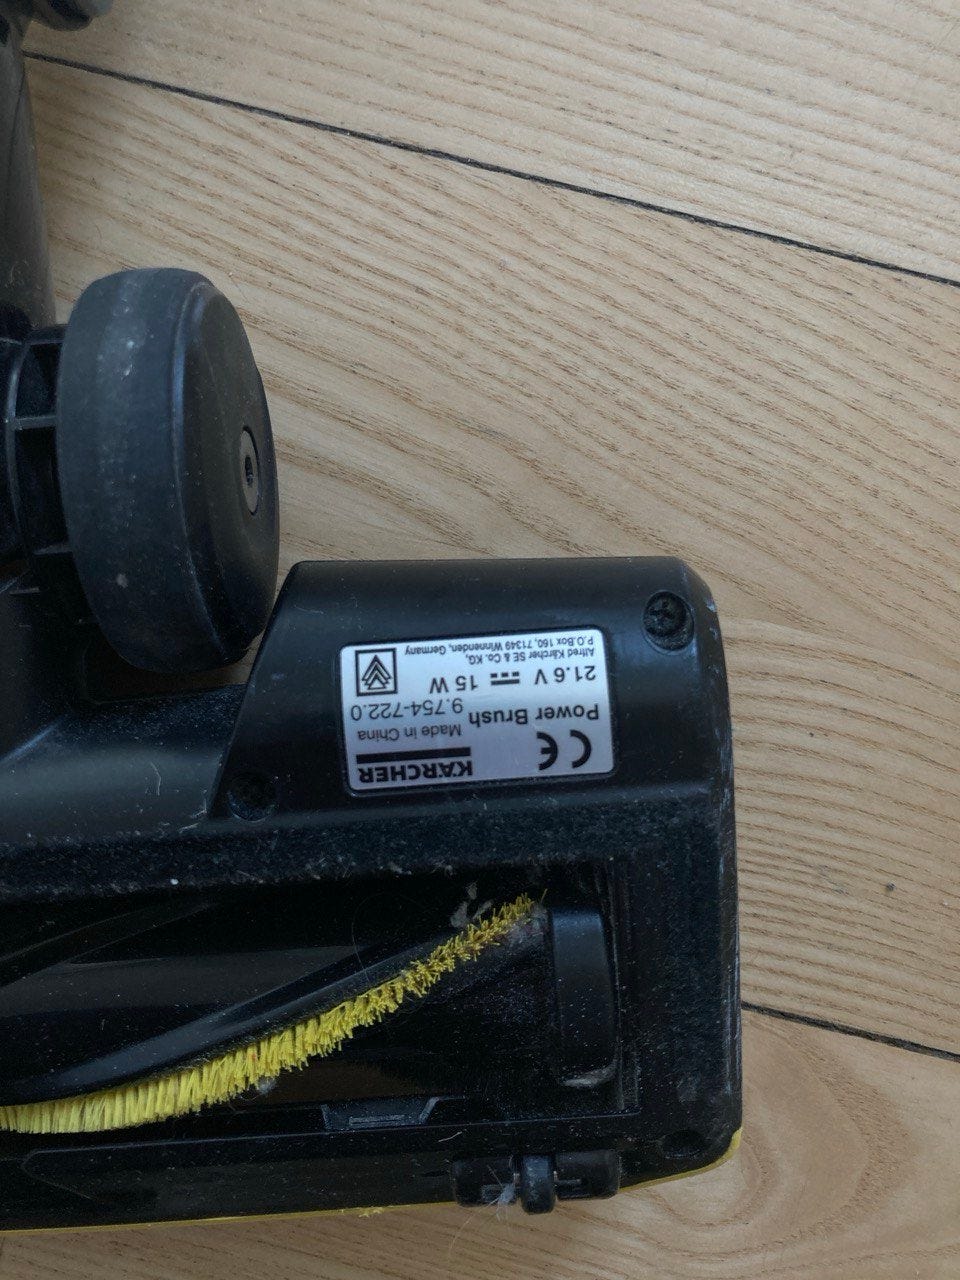 KÄRCHER
CE
Made in China
Power Brush 9.754-722.0
21.6 V 15 W
Alfred Kärcher SE & Co. KG,
P.O.Box 160, 71349 Winnenden, Germany